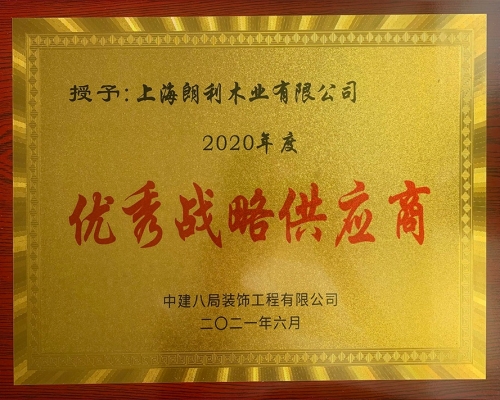 授予:上海朗利木业有限公司
2020年度
优秀战略供应商
中建八局装饰工程有限公司
二〇二一年六月